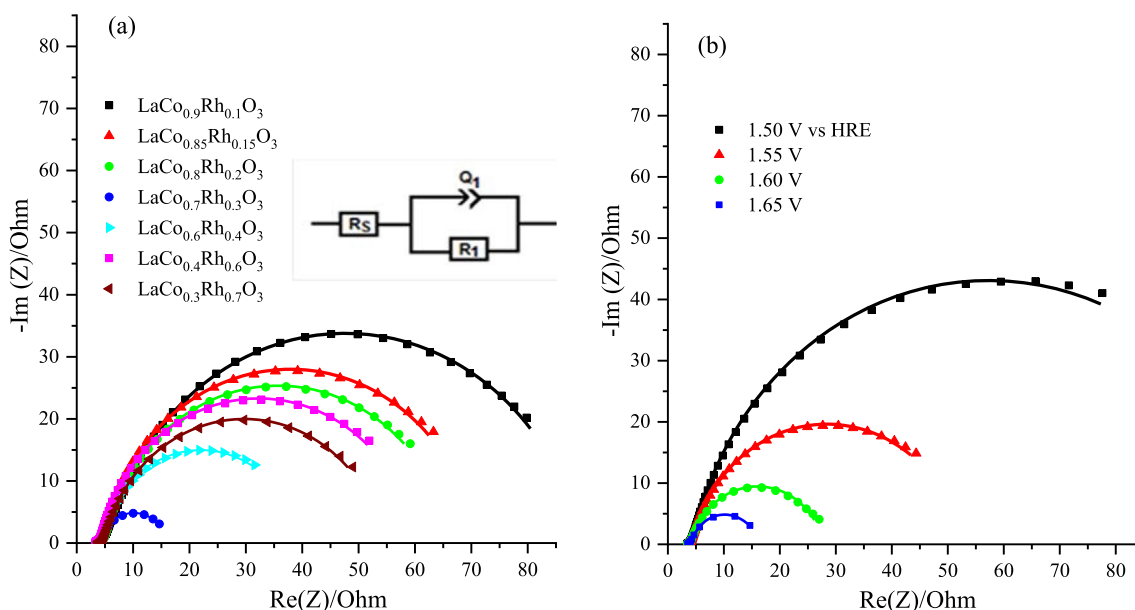 (a)
80
70
60
50
40
30
20
10
0
-Im (Z)/Ohm
LaCo₀.₉Rh₀.₁O₃
LaCo₀.₈₅Rh₀.₁₅O₃
LaCo₀.₈Rh₀.₂O₃
LaCo₀.₇Rh₀.₃O₃
LaCo₀.₆Rh₀.₄O₃
LaCo₀.₄Rh₀.₆O₃
LaCo₀.₃Rh₀.₇O₃
Q₁
R_S
R₁
10 20 30 40 50 60 70 80
Re(Z)/Ohm
(b)
80
70
60
50
40
30
20
10
0
-Im (Z)/Ohm
1.50 V vs HRE
1.55 V
1.60 V
1.65 V
0 10 20 30 40 50 60 70 80
Re(Z)/Ohm